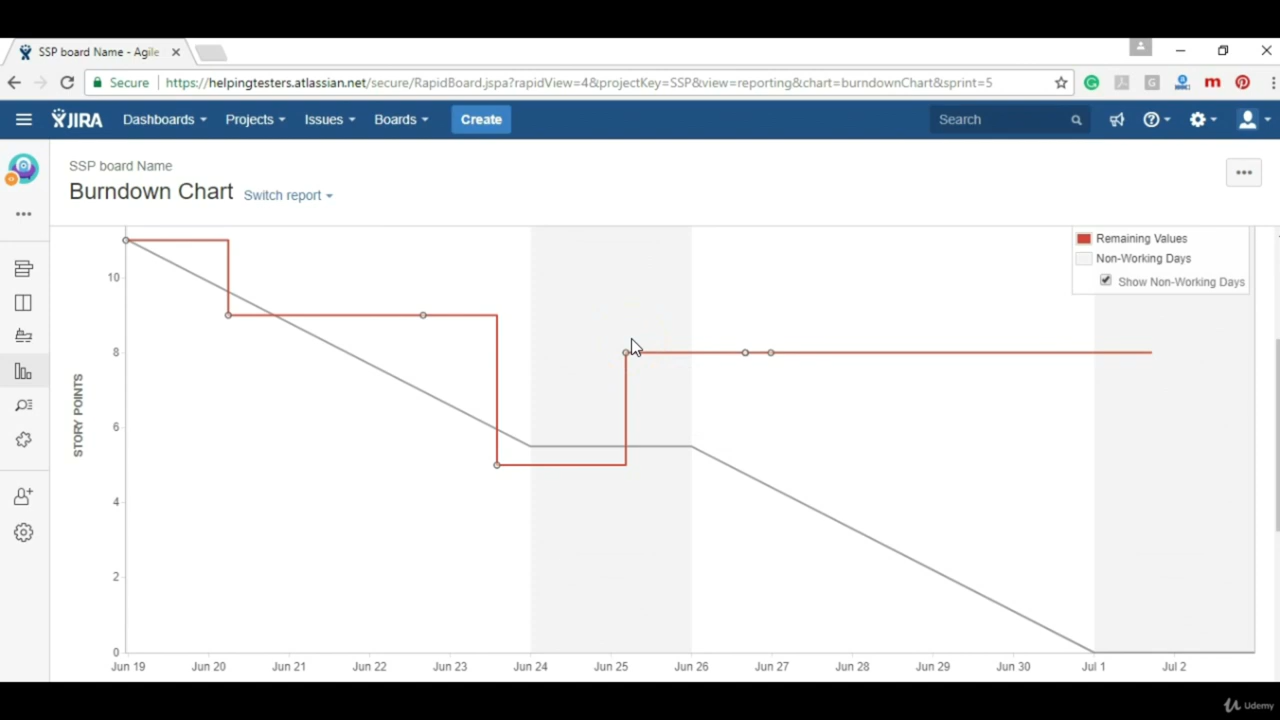 SSP board Name - Agile
Secure https://helpingtesters.atlassian.net/secure/RapidBoard.jspa?rapidView=4&projectKey=SSP&view=reporting&chart=burndownChart&sprint=5
JIRA Dashboards Projects Issues Boards Create Search
SSP board Name
Burndown Chart Switch report
Remaining Values
Non-Working Days
Show Non-Working Days
STORY POINTS
10
8
6
4
2
0
Jun 19 Jun 20 Jun 21 Jun 22 Jun 23 Jun 24 Jun 25 Jun 26 Jun 27 Jun 28 Jun 29 Jun 30 Jul 1 Jul 2
Udemy